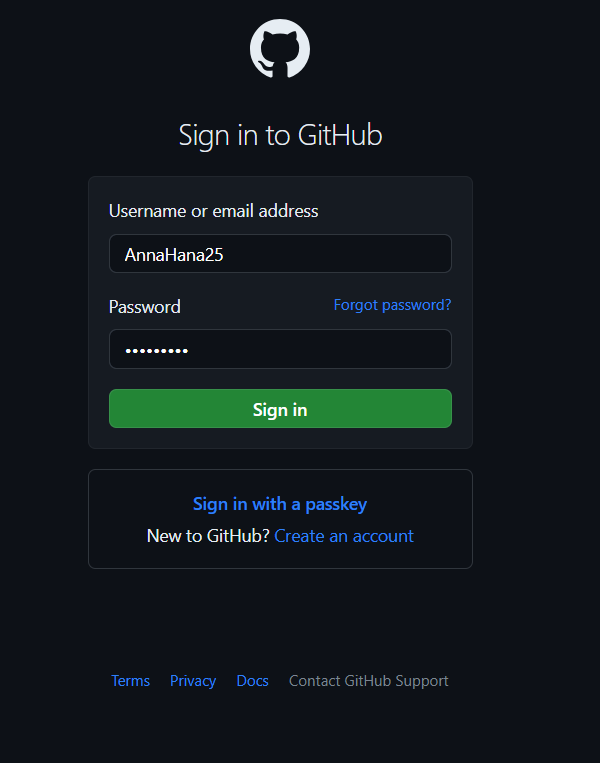 Sign in to GitHub
Username or email address
AnnaHana25
Password Forgot password?
•••••••••
Sign in
Sign in with a passkey
New to GitHub? Create an account
Terms Privacy Docs Contact GitHub Support